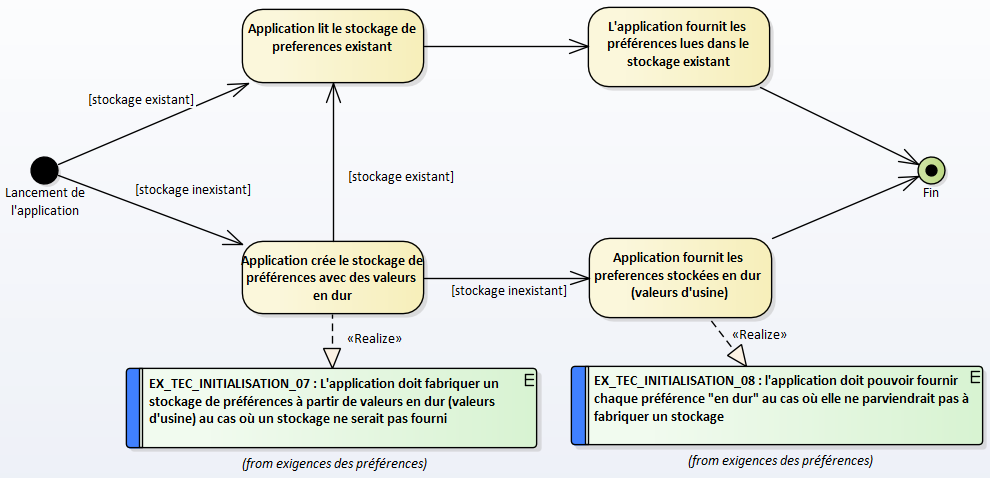 Application lit le stockage de
preferences existant
L'application fournit les
préférences lues dans le
stockage existant
[stockage existant]
Lancement de
l'application
[stockage inexistant]
[stockage existant]
Fin
Application crée le stockage de
préférences avec des valeurs
en dur
[stockage inexistant]
Application fournit les
preferences stockées en dur
(valeurs d'usine)
«Realize»
«Realize»
EX_TEC_INITIALISATION_07 : L'application doit fabriquer un
stockage de préférences à partir de valeurs en dur (valeurs
d'usine) au cas où un stockage ne serait pas fourni
E
(from exigences des préférences)
EX_TEC_INITIALISATION_08 : l'application doit pouvoir fournir
chaque préférence "en dur" au cas où elle ne parviendrait pas à
fabriquer un stockage
E
(from exigences des préférences)